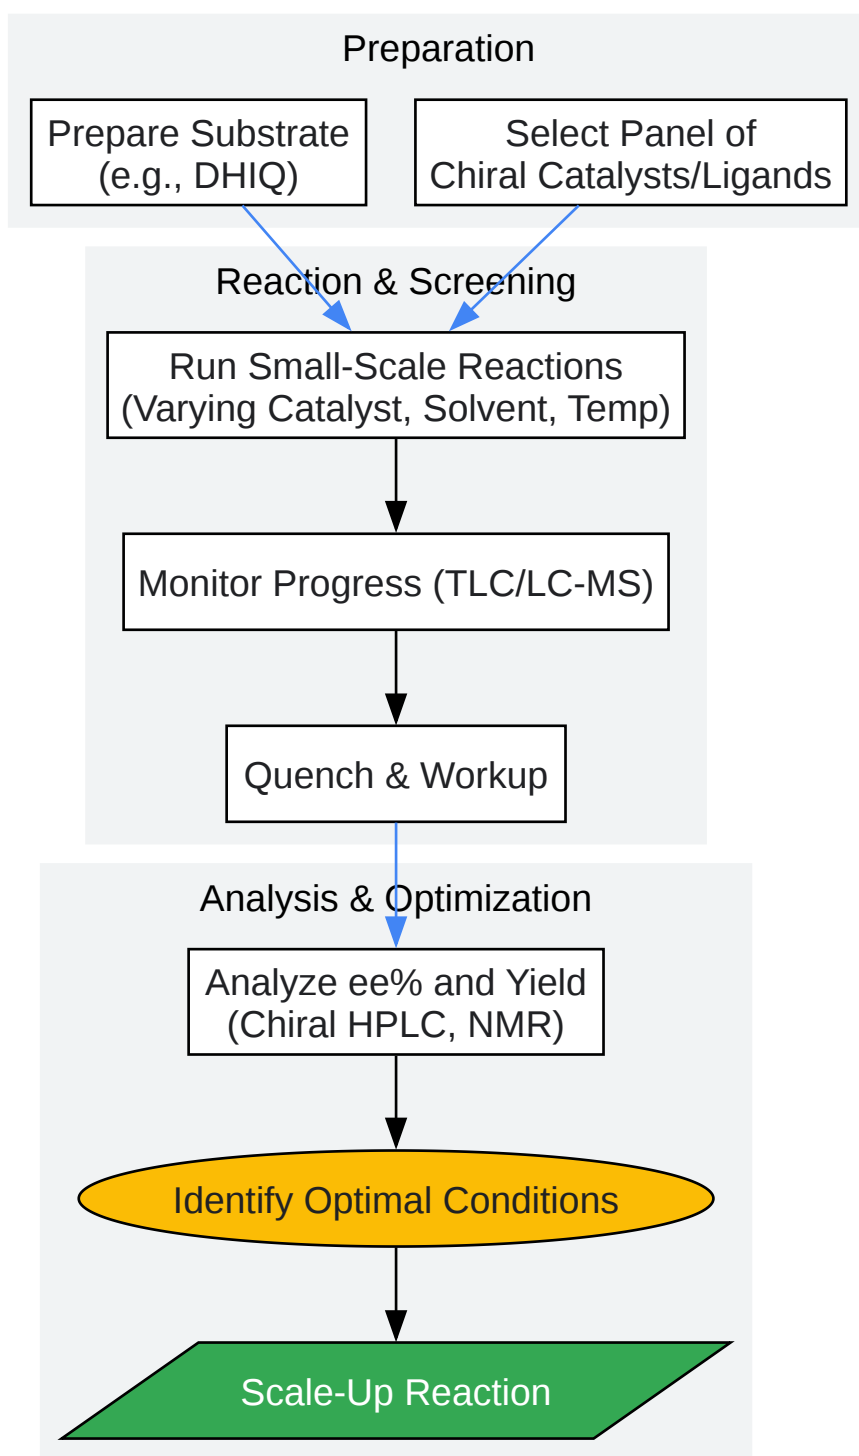 Preparation
Prepare Substrate
(e.g., DHIQ)
Select Panel of
Chiral Catalysts/Ligands
Reaction & Screening
Run Small-Scale Reactions
(Varying Catalyst, Solvent, Temp)
Monitor Progress (TLC/LC-MS)
Quench & Workup
Analysis & Optimization
Analyze ee% and Yield
(Chiral HPLC, NMR)
Identify Optimal Conditions
Scale-Up Reaction